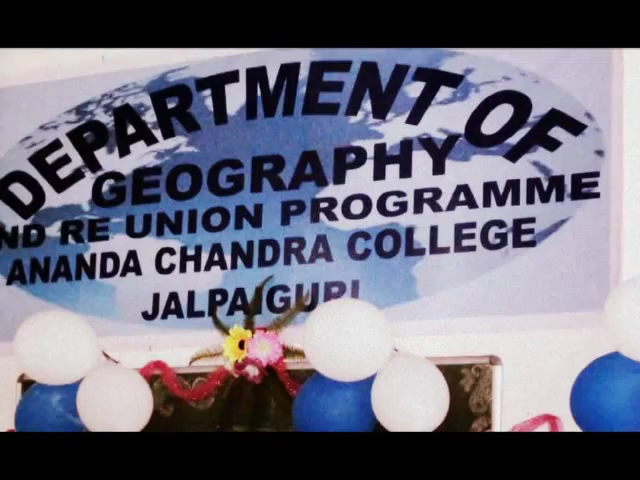 DEPARTMENT OF
GEOGRAPHY
ND RE UNION PROGRAMME
ANANDA CHANDRA COLLEGE
JALPAIGURI